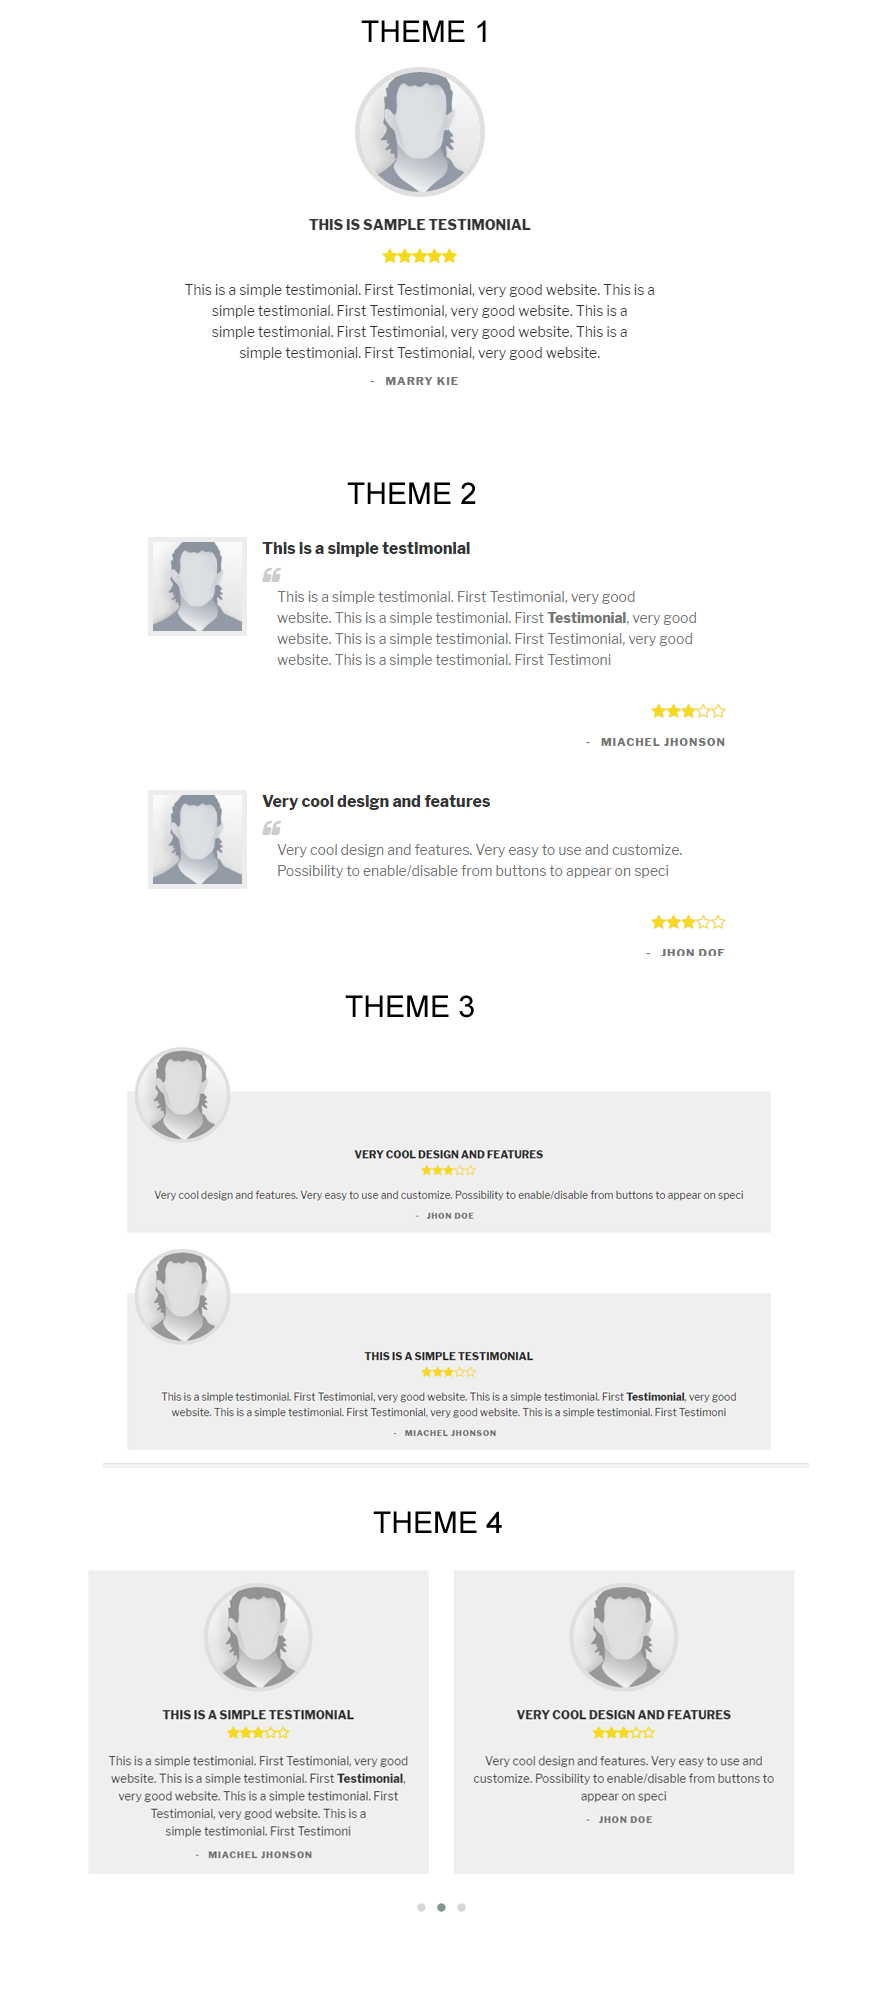 THEME 1
THIS IS SAMPLE TESTIMONIAL
This is a simple testimonial. First Testimonial, very good website. This is a
simple testimonial. First Testimonial, very good website. This is a
simple testimonial. First Testimonial, very good website. This is a
simple testimonial. First Testimonial, very good website.
- MARRY KIE
THEME 2
This is a simple testimonial
“
This is a simple testimonial. First Testimonial, very good
website. This is a simple testimonial. First Testimonial, very good
website. This is a simple testimonial. First Testimonial, very good
website. This is a simple testimonial. First Testimoni
- MIACHEL JHONSON
Very cool design and features
“
Very cool design and features. Very easy to use and customize.
Possibility to enable/disable from buttons to appear on speci
- JHON DOE
THEME 3
VERY COOL DESIGN AND FEATURES
Very cool design and features. Very easy to use and customize. Possibility to enable/disable from buttons to appear on speci
- JHON DOE
THIS IS A SIMPLE TESTIMONIAL
This is a simple testimonial. First Testimonial, very good website. This is a simple testimonial. First Testimonial, very good
website. This is a simple testimonial. First Testimonial, very good website. This is a simple testimonial. First Testimoni
- MIACHEL JHONSON
THEME 4
THIS IS A SIMPLE TESTIMONIAL
This is a simple testimonial. First Testimonial, very good
website. This is a simple testimonial. First Testimonial,
very good website. This is a simple testimonial. First
Testimonial, very good website. This is a
simple testimonial. First Testimoni
- MIACHEL JHONSON
VERY COOL DESIGN AND FEATURES
Very cool design and features. Very easy to use and
customize. Possibility to enable/disable from buttons to
appear on speci
- JHON DOE